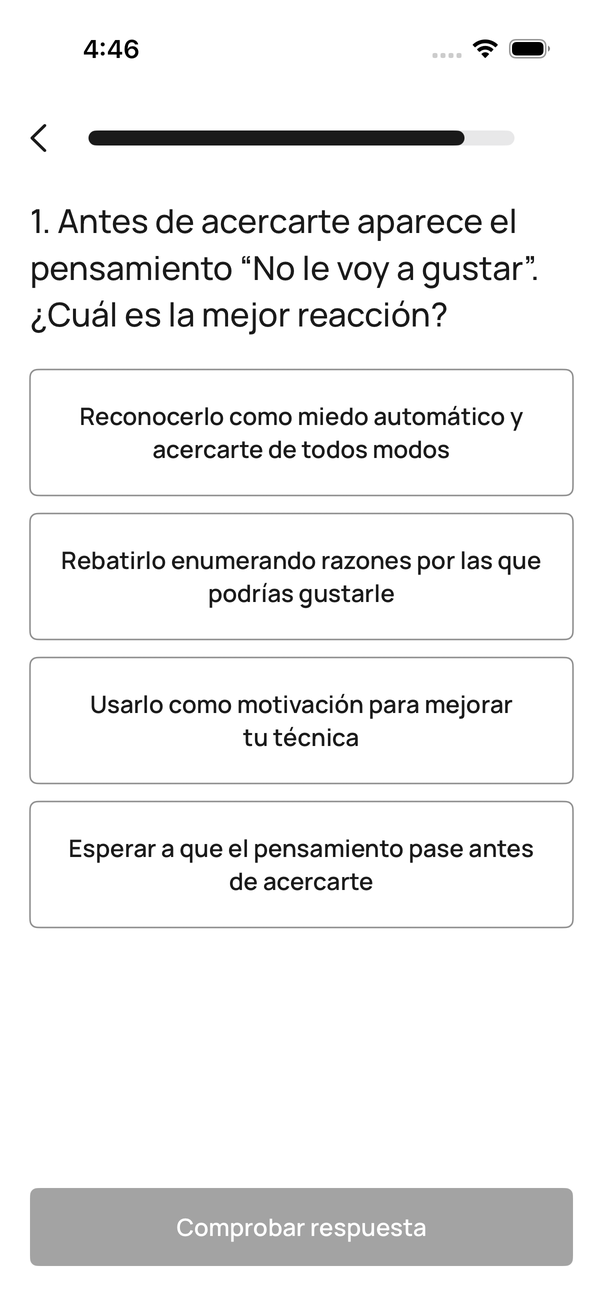 4:46
1. Antes de acercarte aparece el
pensamiento “No le voy a gustar”.
¿Cuál es la mejor reacción?
Reconocerlo como miedo automático y
acercarte de todos modos
Rebatirlo enumerando razones por las que
podrías gustarle
Usarlo como motivación para mejorar
tu técnica
Esperar a que el pensamiento pase antes
de acercarte
Comprobar respuesta